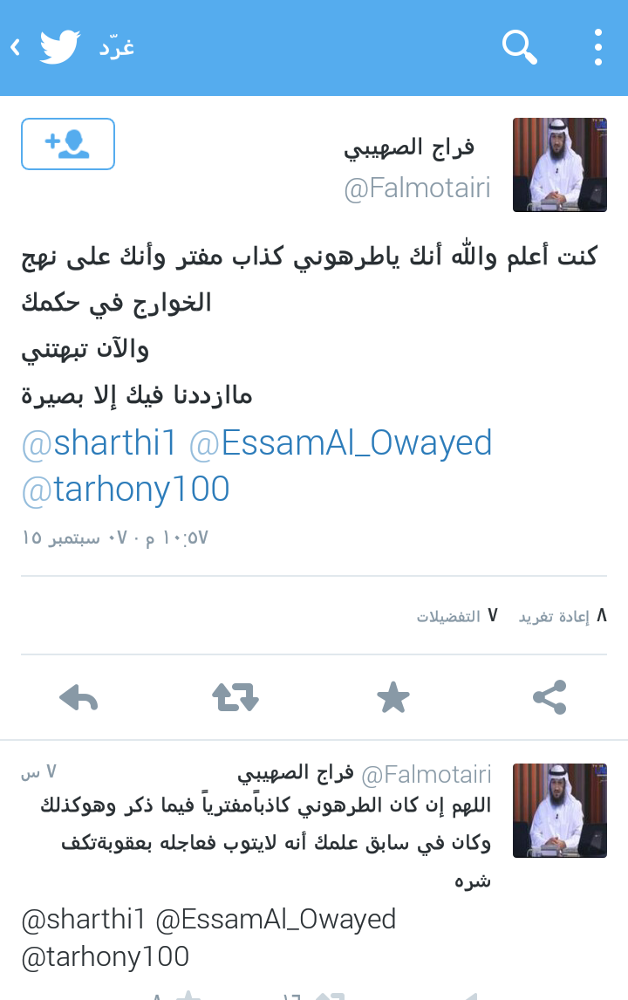 غرّد
فراج الصهيبي
@Falmotairi
كنت أعلم والله أنك ياطرهوني كذاب مفتر وأنك على نهج
الخوارج في حكمك
والآن تبهتني
ماازددنا فيك إلا بصيرة
@sharthi1 @EssamAl_Owayed
@tarhony100
١٠:٥٧ م · ٠٧ سبتمبر ١٥
٨ إعادة تغريد ٧ التفضيلات
فراج الصهيبي @Falmotairi ٧ س
اللهم إن كان الطرهوني كاذباًمفترياً فيما ذكر وهوكذلك
وكان في سابق علمك أنه لايتوب فعاجله بعقوبةتكف
شره
@sharthi1 @EssamAl_Owayed
@tarhony100